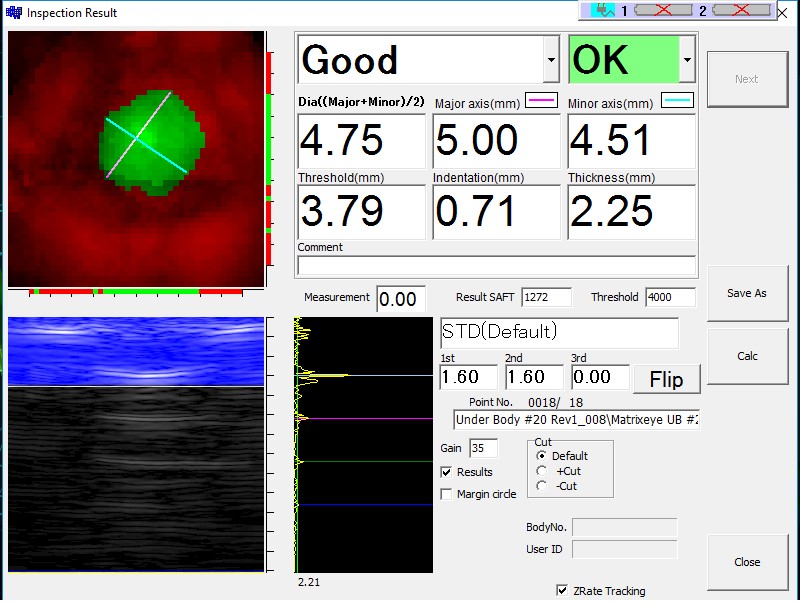 Inspection Result
1
2
Good
OK
Next
Dia((Major+Minor)/2)
Major axis(mm)
Minor axis(mm)
4.75
5.00
4.51
Threshold(mm)
Indentation(mm)
Thickness(mm)
3.79
0.71
2.25
Comment
Measurement
0.00
Result SAFT
1272
Threshold
4000
Save As
STD(Default)
Calc
1st
2nd
3rd
1.60
1.60
0.00
Flip
Point No.
0018/ 18
Under Body #20 Rev1_008\Matrixeye UB #2
Gain
35
Cut
Default
Results
+Cut
Margin circle
-Cut
BodyNo.
User ID
Close
2.21
ZRate Tracking